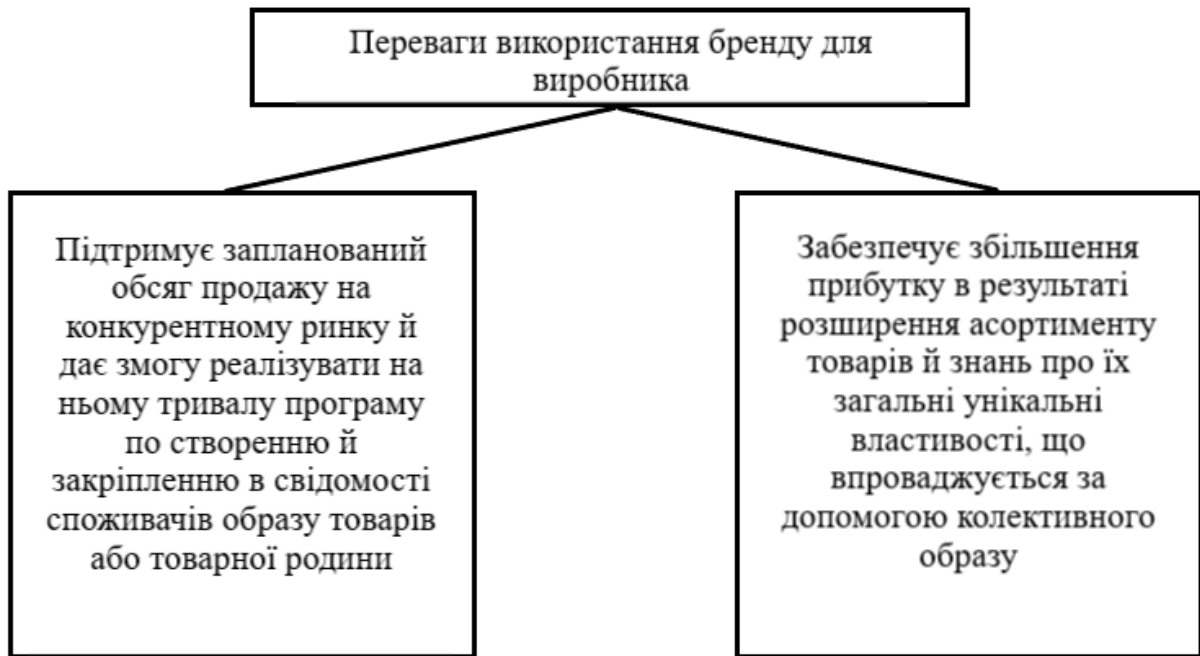 Переваги використання бренду для
виробника
Підтримує запланований
обсяг продажу на
конкурентному ринку й
дає змогу реалізувати на
ньому тривалу програму
по створенню й
закріпленню в свідомості
споживачів образу товарів
або товарної родини
Забезпечує збільшення
прибутку в результаті
розширення асортименту
товарів й знань про їх
загальні унікальні
властивості, що
впроваджується за
допомогою колективного
образу